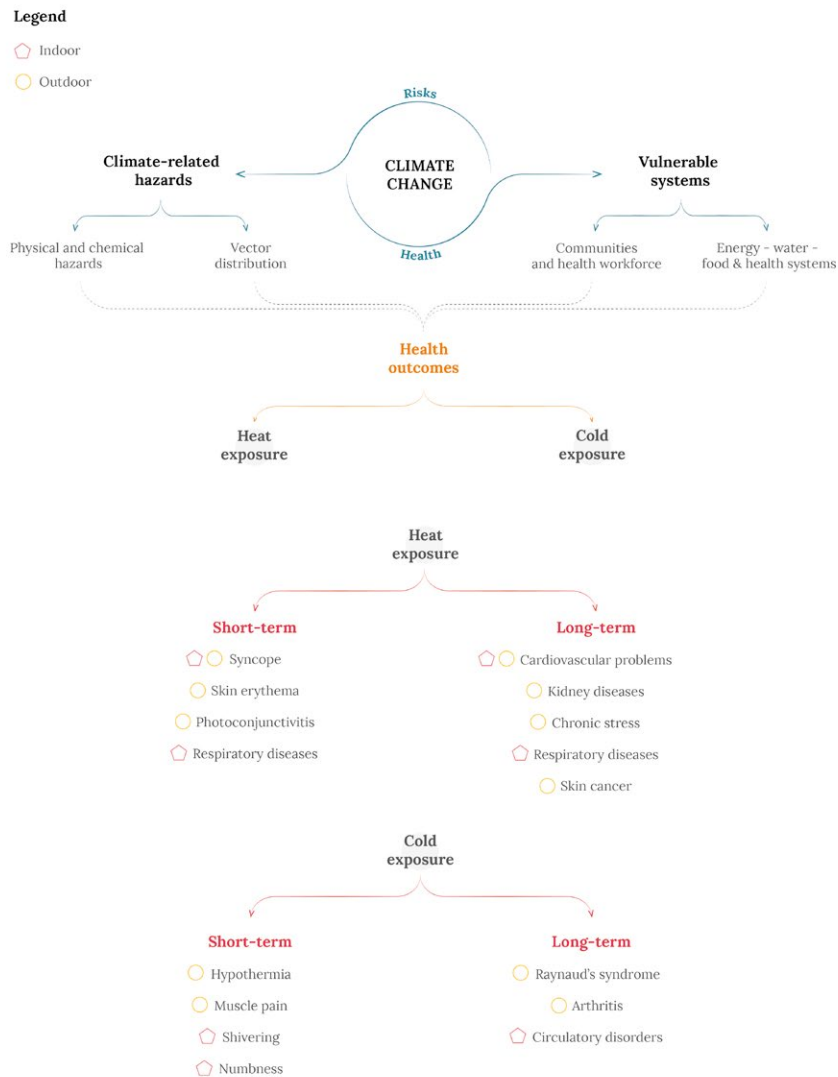 Legend
Indoor
Outdoor
Risks
CLIMATE
CHANGE
Health
Climate-related
hazards
Vulnerable
systems
Physical and chemical
hazards
Vector
distribution
Communities
and health workforce
Energy - water -
food & health systems
Health
outcomes
Heat
exposure
Cold
exposure
Heat
exposure
Short-term
Syncope
Skin erythema
Photoconjunctivitis
Respiratory diseases
Long-term
Cardiovascular problems
Kidney diseases
Chronic stress
Respiratory diseases
Skin cancer
Cold
exposure
Short-term
Hypothermia
Muscle pain
Shivering
Numbness
Long-term
Raynaud's syndrome
Arthritis
Circulatory disorders